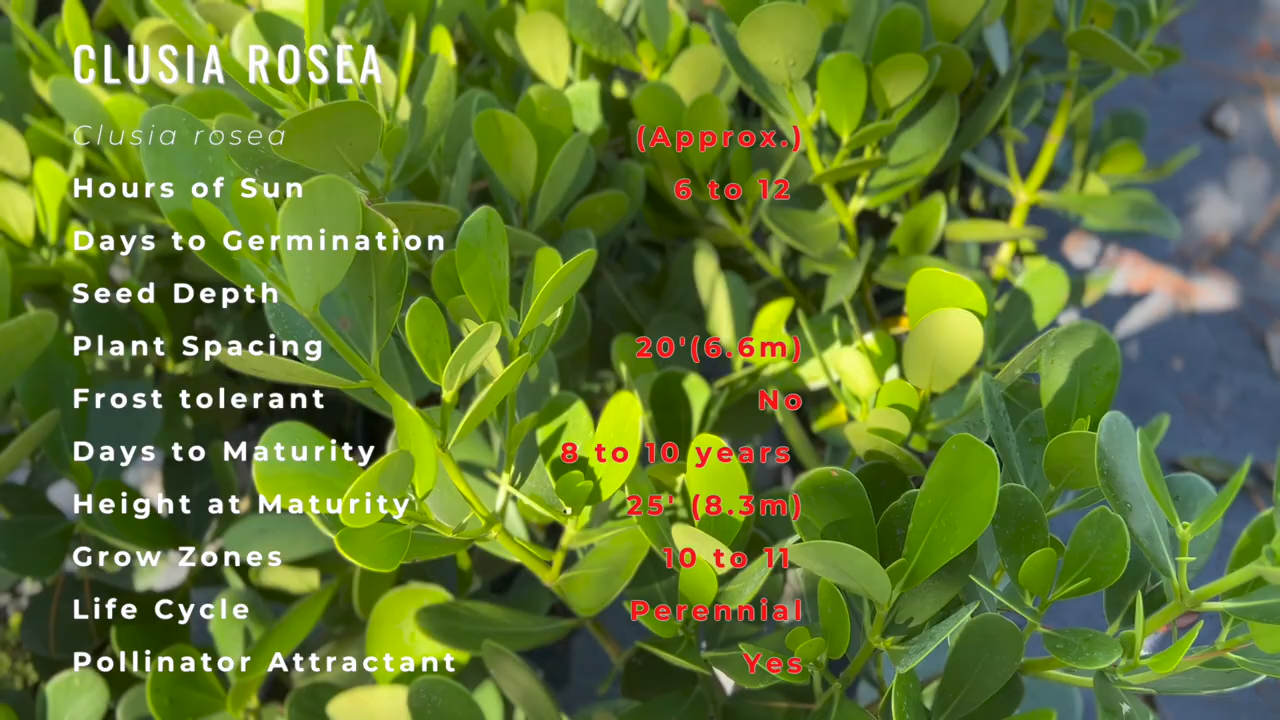 CLUSIA ROSEA
Clusia rosea (Approx.)
Hours of Sun 6 to 12
Days to Germination
Seed Depth
Plant Spacing 20'(6.6m)
Frost tolerant No
Days to Maturity 8 to 10 years
Height at Maturity 25' (8.3m)
Grow Zones 10 to 11
Life Cycle Perennial
Pollinator Attractant Yes